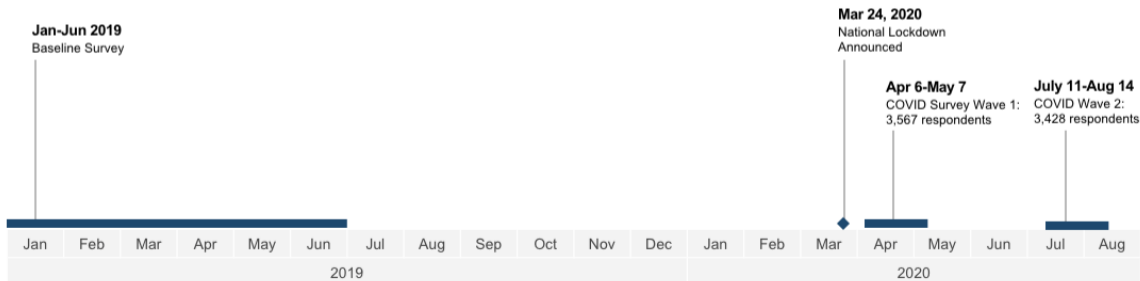 Jan-Jun 2019
Baseline Survey
Mar 24, 2020
National Lockdown
Announced
Apr 6-May 7
COVID Survey Wave 1:
3,567 respondents
July 11-Aug 14
COVID Wave 2:
3,428 respondents
Jan Feb Mar Apr May Jun Jul Aug Sep Oct Nov Dec Jan Feb Mar Apr May Jun Jul Aug
2019 2020